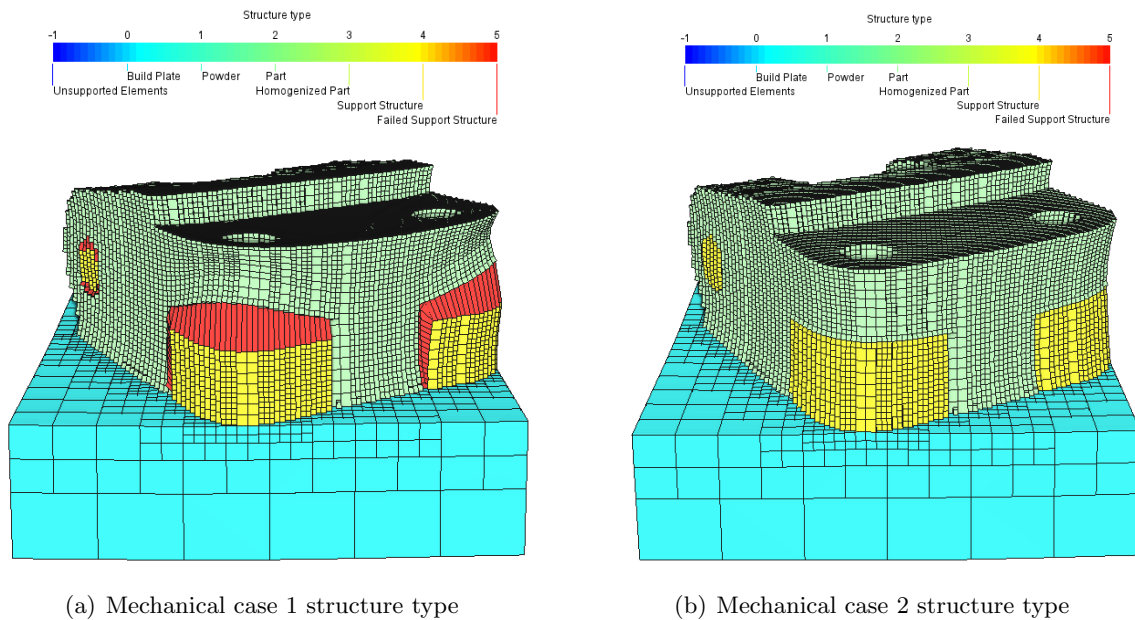 Structure type
-1 0 1 2 3 4 5
Build Plate Powder Part
Unsupported Elements Homogenized Part
Support Structure
Failed Support Structure
Structure type
-1 0 1 2 3 4 5
Build Plate Powder Part
Unsupported Elements Homogenized Part
Support Structure
Failed Support Structure
(a) Mechanical case 1 structure type
(b) Mechanical case 2 structure type